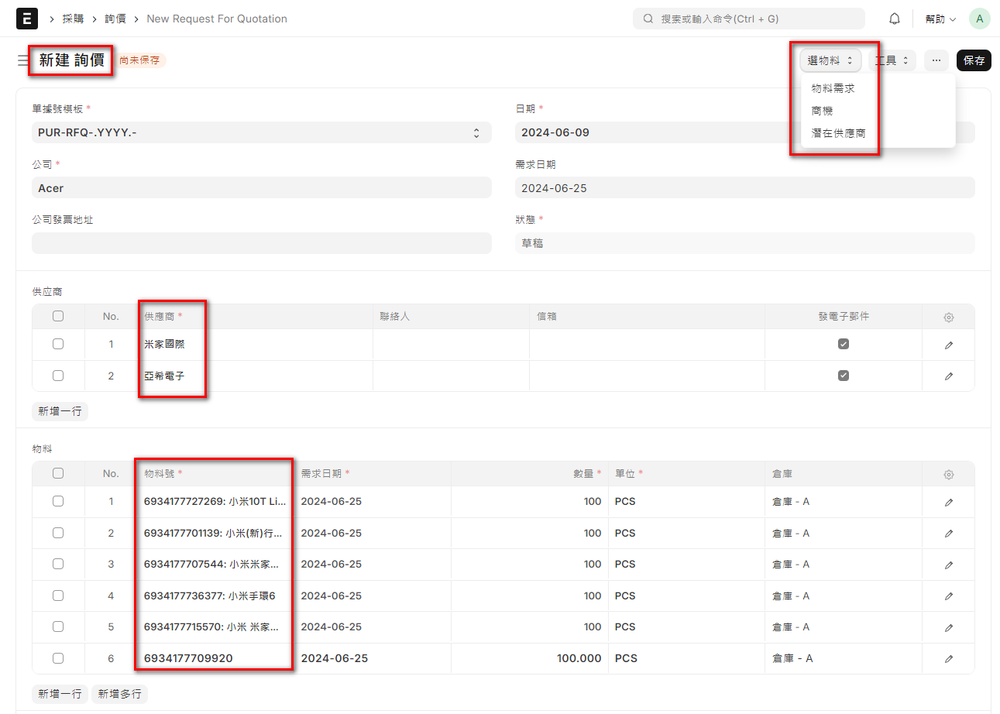 E 採購 詢價 New Request For Quotation 搜索或輸入命令(Ctrl + G) 幫助 A
新建 詢價 尚未保存 選物料 工具 ··· 保存
物料需求
商機
潛在供應商
單據號模板 * 日期 *
PUR-RFQ-.YYYY.- 2024-06-09
公司 * 需求日期
Acer 2024-06-25
公司發票地址 狀態 *
草稿
供应商
No. 供應商 * 聯絡人 信箱 發電子郵件
1 米家國際
2 亞希電子
新增一行
物料
No. 物料號 * 需求日期 * 數量 * 單位 * 倉庫
1 6934177727269: 小米10T Li... 2024-06-25 100 PCS 倉庫 - A
2 6934177701139: 小米(新)行... 2024-06-25 100 PCS 倉庫 - A
3 6934177707544: 小米米家... 2024-06-25 100 PCS 倉庫 - A
4 6934177736377: 小米手環6 2024-06-25 100 PCS 倉庫 - A
5 6934177715570: 小米 米家... 2024-06-25 100 PCS 倉庫 - A
6 6934177709920 2024-06-25 100.000 PCS 倉庫 - A
新增一行 新增多行